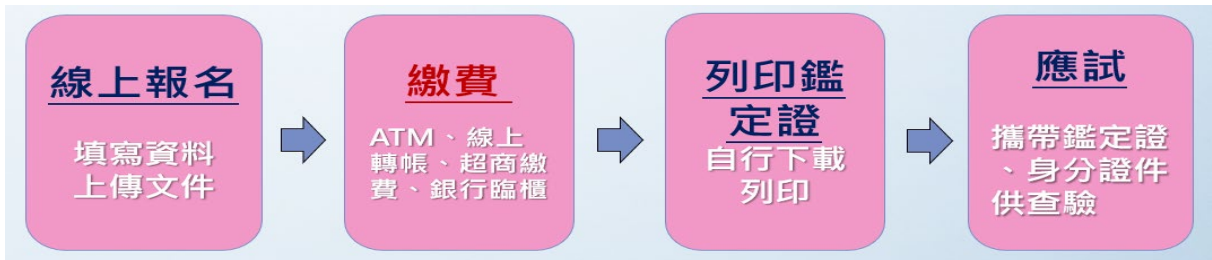 線上報名
填寫資料
上傳文件
繳費
ATM、線上
轉帳、超商繳
費、銀行臨櫃
列印鑑
定證
自行下載
列印
應試
攜帶鑑定證
、身分證件
供查驗